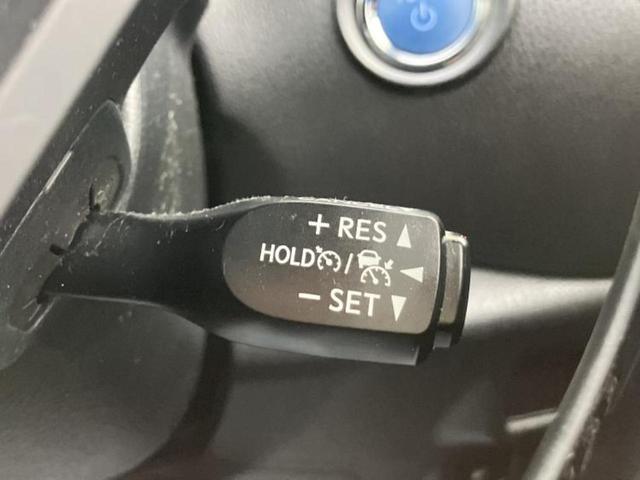 + RES
HOLD /
- SET